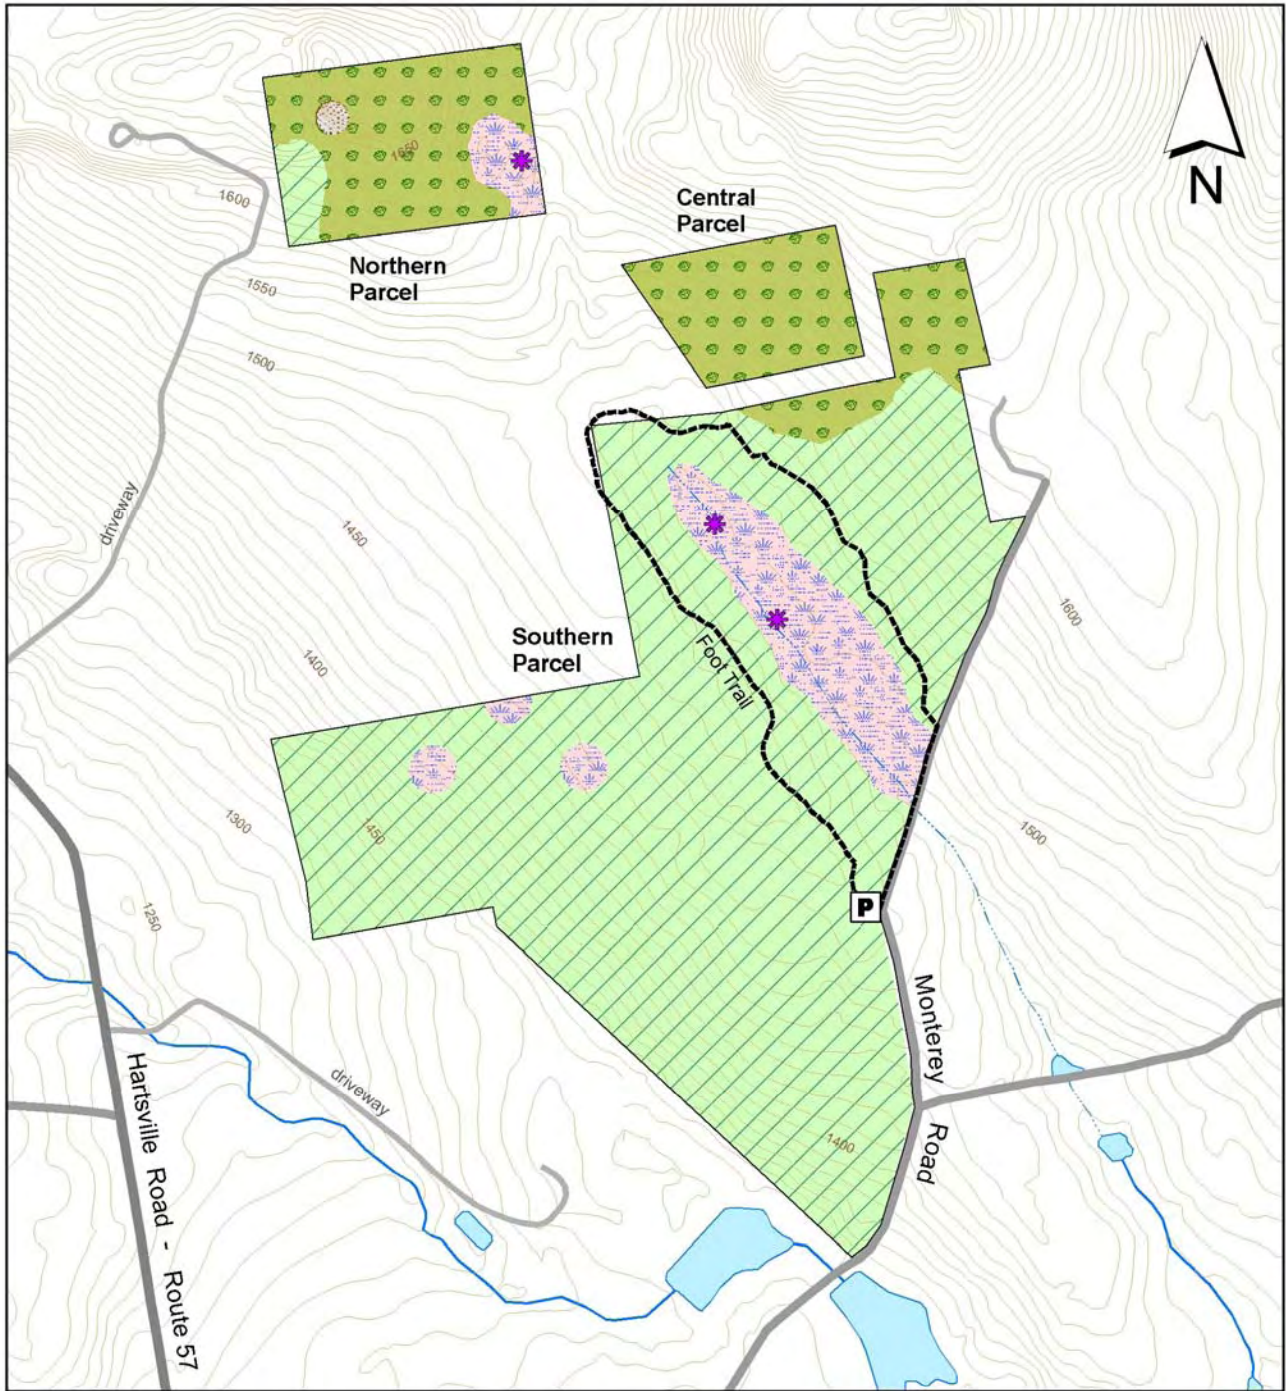 N
Central
Parcel
1650
1600
Northern
Parcel
1550
1500
driveway
1450
1600
Southern
Parcel
Foot Trail
1400
1300
1450
1500
1250
P
Monterey Road
Hartsville Road - Route 57
driveway
1400